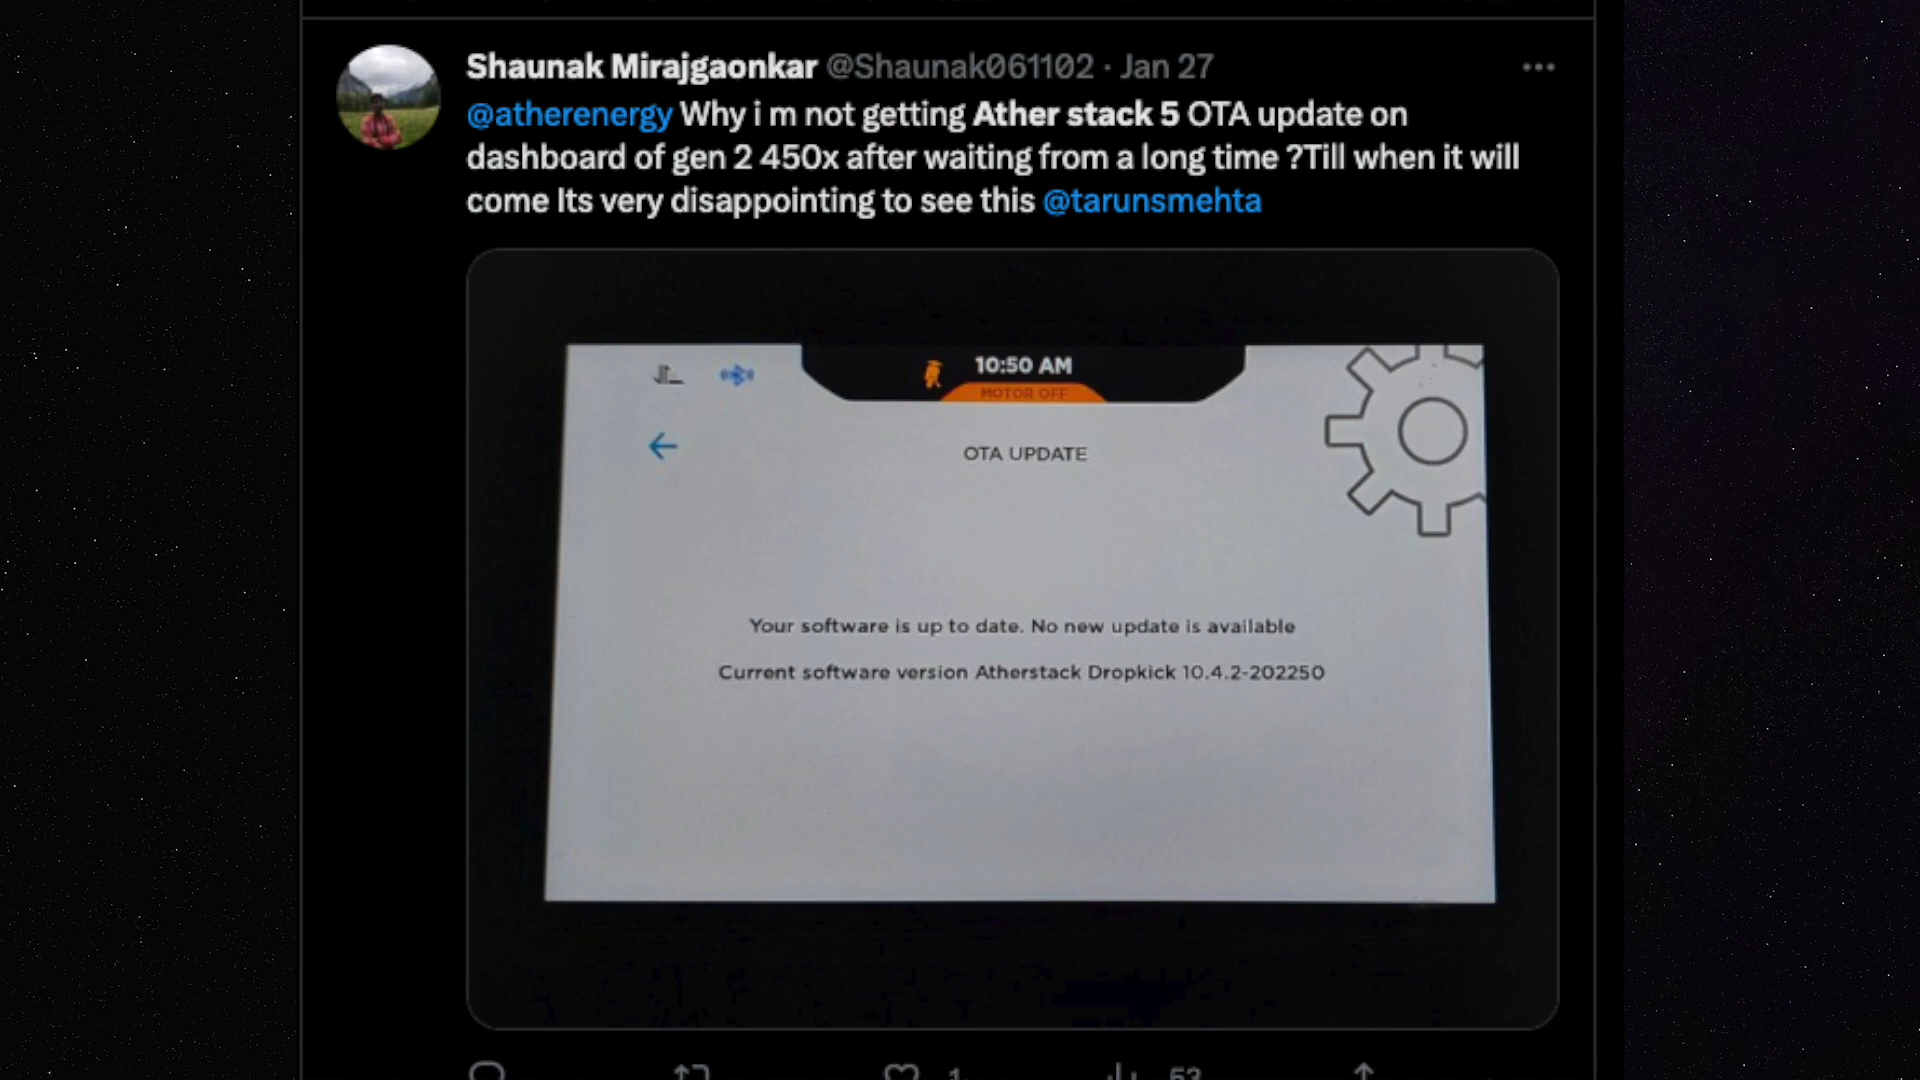 Shaunak Mirajgaonkar @Shaunak061102 · Jan 27
@atherenergy Why i m not getting Ather stack 5 OTA update on
dashboard of gen 2 450x after waiting from a long time ?Till when it will
come Its very disappointing to see this @tarunsmehta
10:50 AM
MOTOR OFF
OTA UPDATE
Your software is up to date. No new update is available
Current software version Atherstack Dropkick 10.4.2-202250
1 53